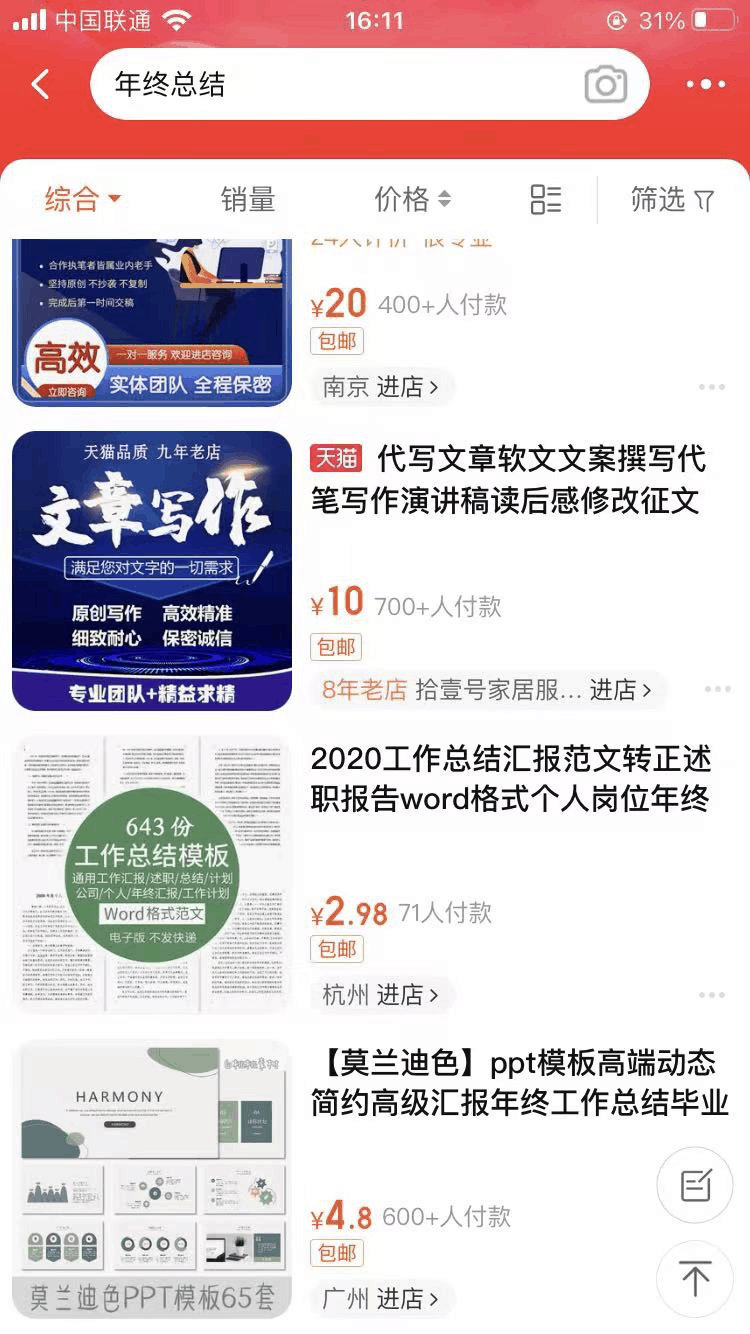 中国联通
16:11
31%
年终总结
综合
销量
价格
筛选
合作执笔者皆属业内老手
坚持原创 不抄袭 不复制
完成后第一时间交稿
高效
一对一服务 欢迎进店咨询
立即咨询
实体团队 全程保密
¥20 400+人付款
包邮
南京 进店
天猫品质 九年老店
文章写作
满足您对文字的一切需求
原创写作 高效精准
细致耐心 保密诚信
专业团队+精益求精
天猫 代写文章软文文案撰写代
笔写作演讲稿读后感修改征文
¥10 700+人付款
包邮
8年老店 拾壹号家居服... 进店
643份
工作总结模板
通用工作汇报/述职/总结/计划
公司/个人/年终汇报/工作计划
Word格式范文
电子版 不发快递
2020工作总结汇报范文转正述
职报告word格式个人岗位年终
¥2.98 71人付款
包邮
杭州 进店
HARMONY
莫兰迪色PPT模板65套
【莫兰迪色】ppt模板高端动态
简约高级汇报年终工作总结毕业
¥4.8 600+人付款
包邮
广州 进店